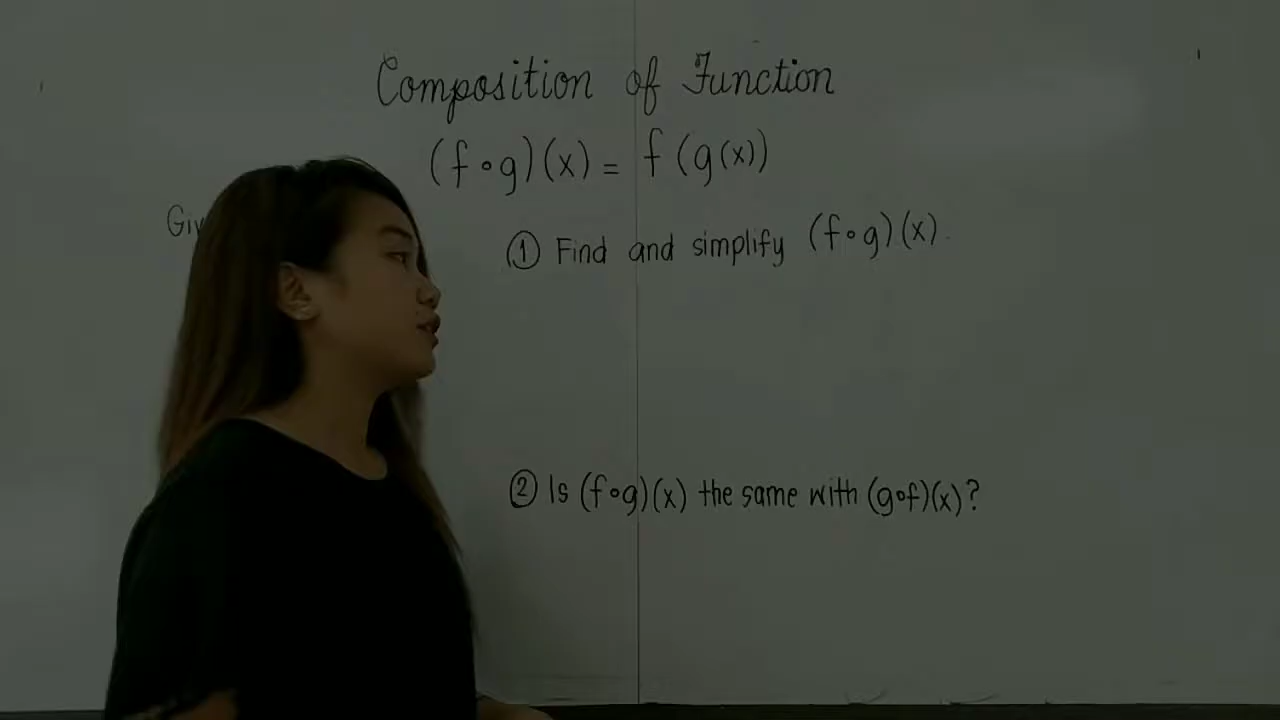 Composition of Function
(f∘g)(x) = f(g(x))
① Find and simplify (f∘g)(x).
② Is (f∘g)(x) the same with (g∘f)(x)?